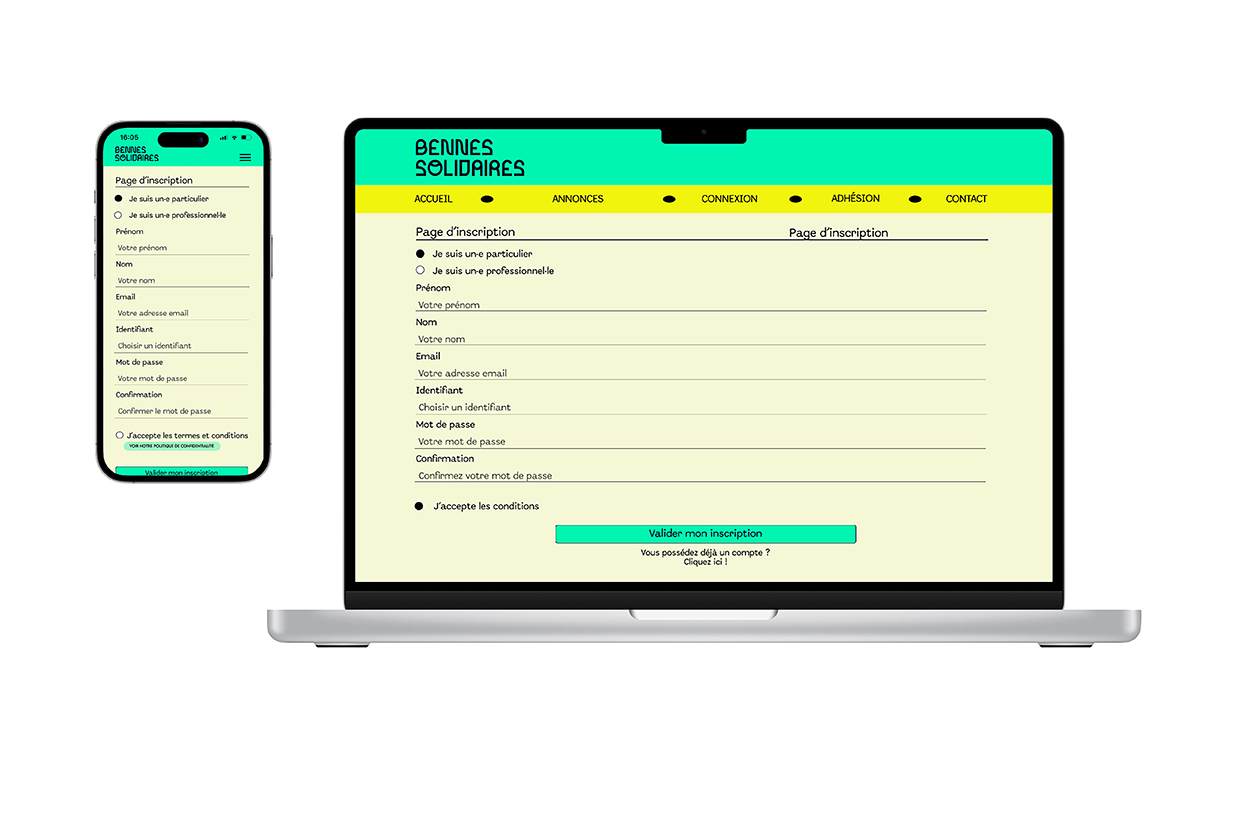 16:05
BENNES
SOLIDAIRES
Page d'inscription
Je suis un·e particulier
Je suis un·e professionnel·le
Prénom
Votre prénom
Nom
Votre nom
Email
Votre adresse email
Identifiant
Choisir un identifiant
Mot de passe
Votre mot de passe
Confirmation
Confirmer le mot de passe
J'accepte les termes et conditions
VOIR NOTRE POLITIQUE DE CONFIDENTIALITÉ
Valider mon inscription
BENNES
SOLIDAIRES
ACCUEIL ANNONCES CONNEXION ADHÉSION CONTACT
Page d'inscription Page d'inscription
Je suis un·e particulier
Je suis un·e professionnel·le
Prénom
Votre prénom
Nom
Votre nom
Email
Votre adresse email
Identifiant
Choisir un identifiant
Mot de passe
Votre mot de passe
Confirmation
Confirmez votre mot de passe
J'accepte les conditions
Valider mon inscription
Vous possédez déjà un compte ?
Cliquez ici !